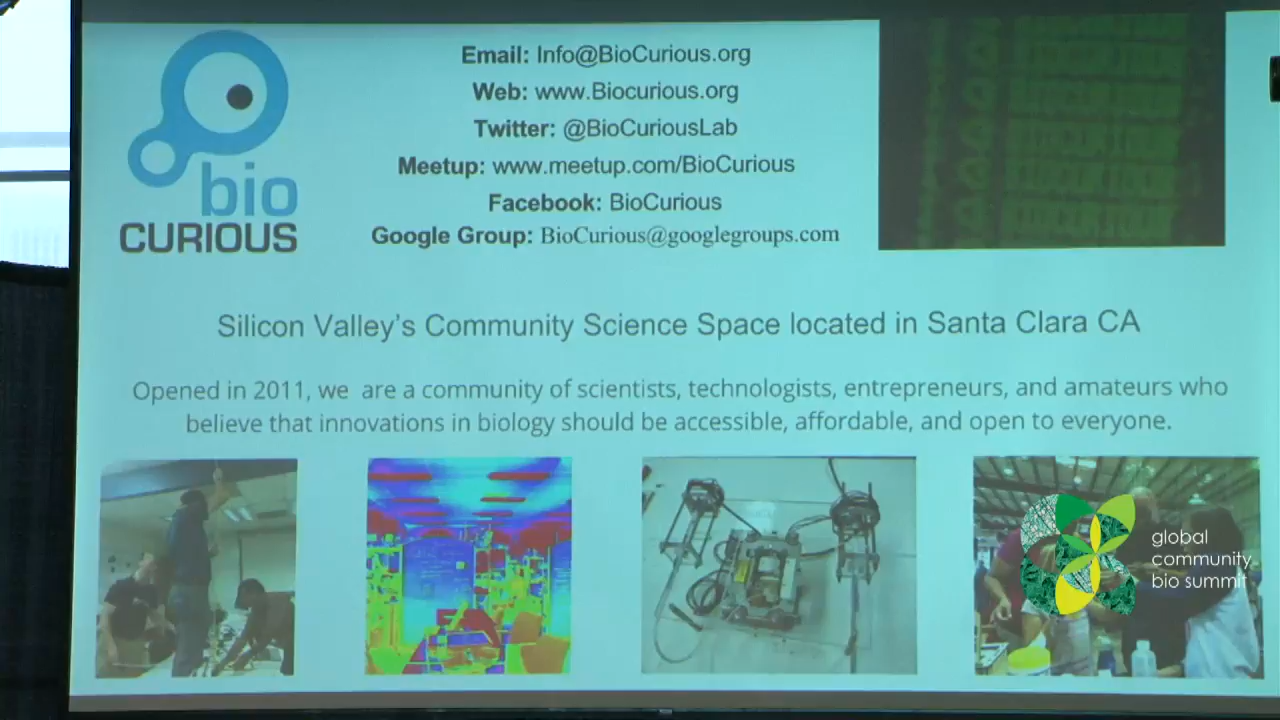 bio
CURIOUS
Email: Info@BioCurious.org
Web: www.Biocurious.org
Twitter: @BioCuriousLab
Meetup: www.meetup.com/BioCurious
Facebook: BioCurious
Google Group: BioCurious@googlegroups.com
Silicon Valley's Community Science Space located in Santa Clara CA
Opened in 2011, we are a community of scientists, technologists, entrepreneurs, and amateurs who
believe that innovations in biology should be accessible, affordable, and open to everyone.
global
community
bio summit